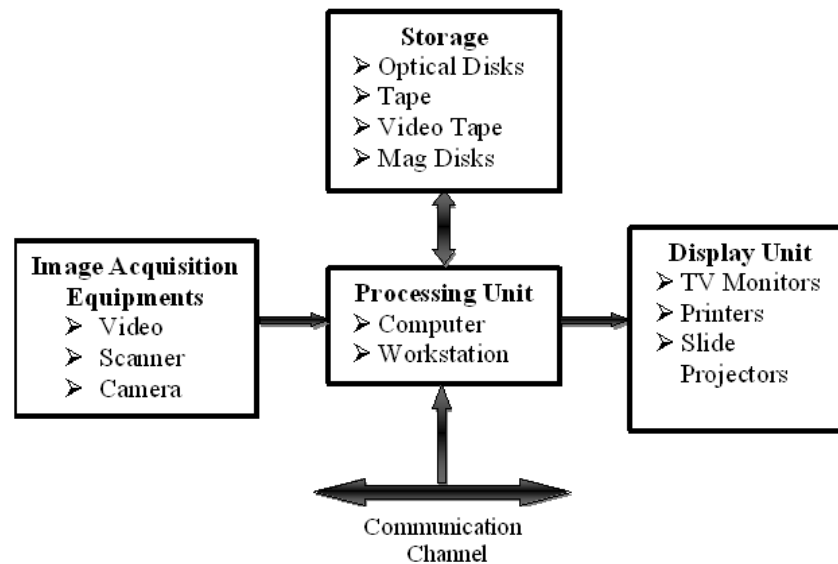 Storage
➢ Optical Disks
➢ Tape
➢ Video Tape
➢ Mag Disks
Image Acquisition
Equipments
➢ Video
➢ Scanner
➢ Camera
Processing Unit
➢ Computer
➢ Workstation
Display Unit
➢ TV Monitors
➢ Printers
➢ Slide
Projectors
Communication
Channel